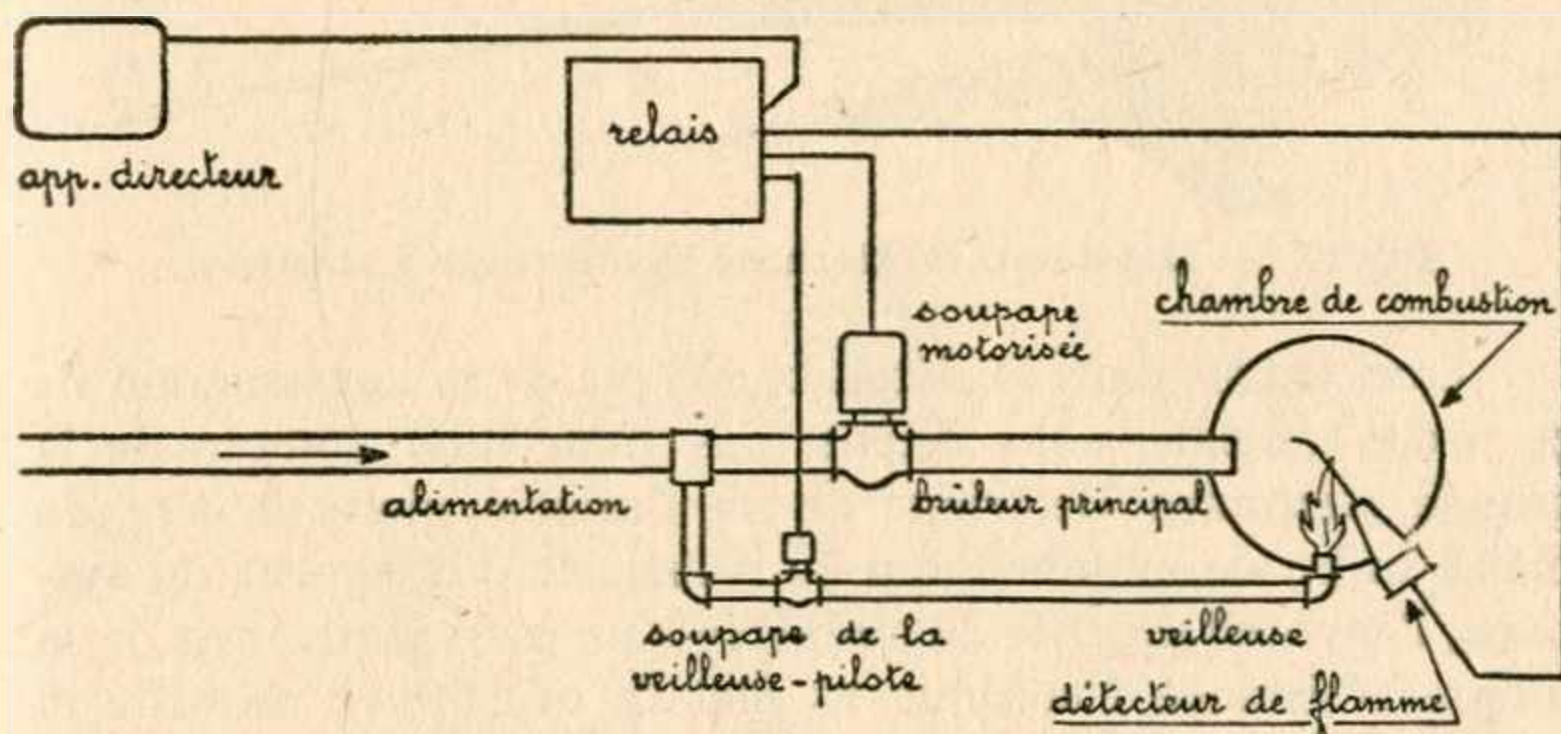 relais
app. directeur
soupape
motorisée
chambre de combustion
alimentation
brûleur principal
soupape de la
veilleuse-pilote
veilleuse
détecteur de flamme